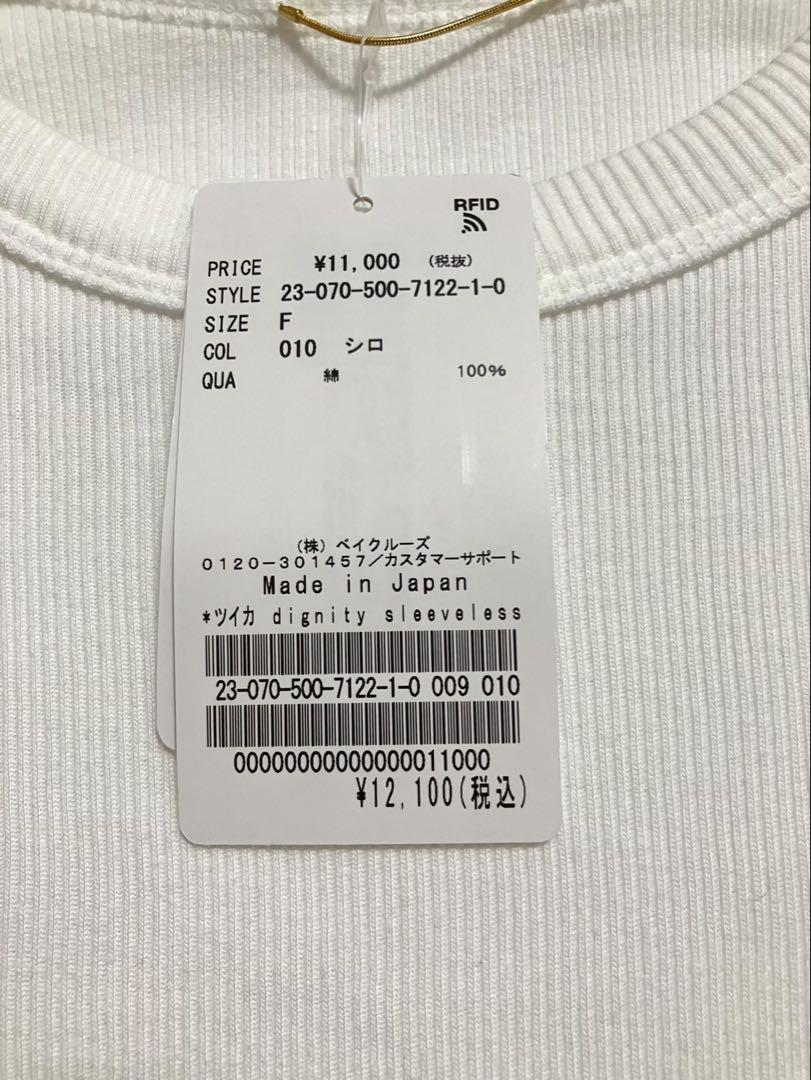 RFID
PRICE ¥11,000 (税抜)
STYLE 23-070-500-7122-1-0
SIZE F
COL 010 シロ
QUA 綿 100%
(株) ベイクルーズ
0120-301457/カスタマーサポート
Made in Japan
*ツイカ dignity sleeveless
23-070-500-7122-1-0 009 010
00000000000000011000
¥12,100(税込)